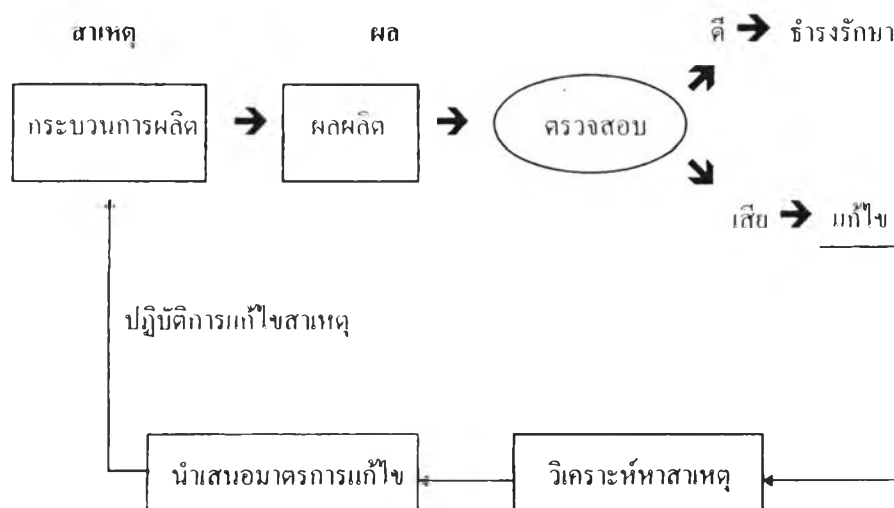 สาเหตุ ผล
ดี ธำรงรักษา
กระบวนการผลิต ผลผลิต ตรวจสอบ
เสีย แก้ไข
ปฏิบัติการแก้ไขสาเหตุ
นำเสนอมาตรการแก้ไข วิเคราะห์หาสาเหตุ